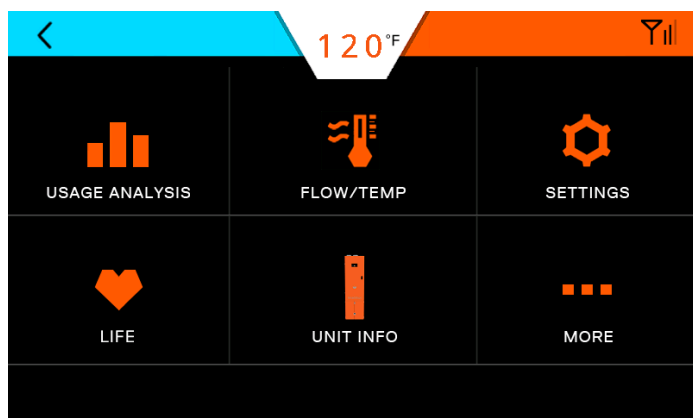 120°F
USAGE ANALYSIS
FLOW/TEMP
SETTINGS
LIFE
UNIT INFO
MORE